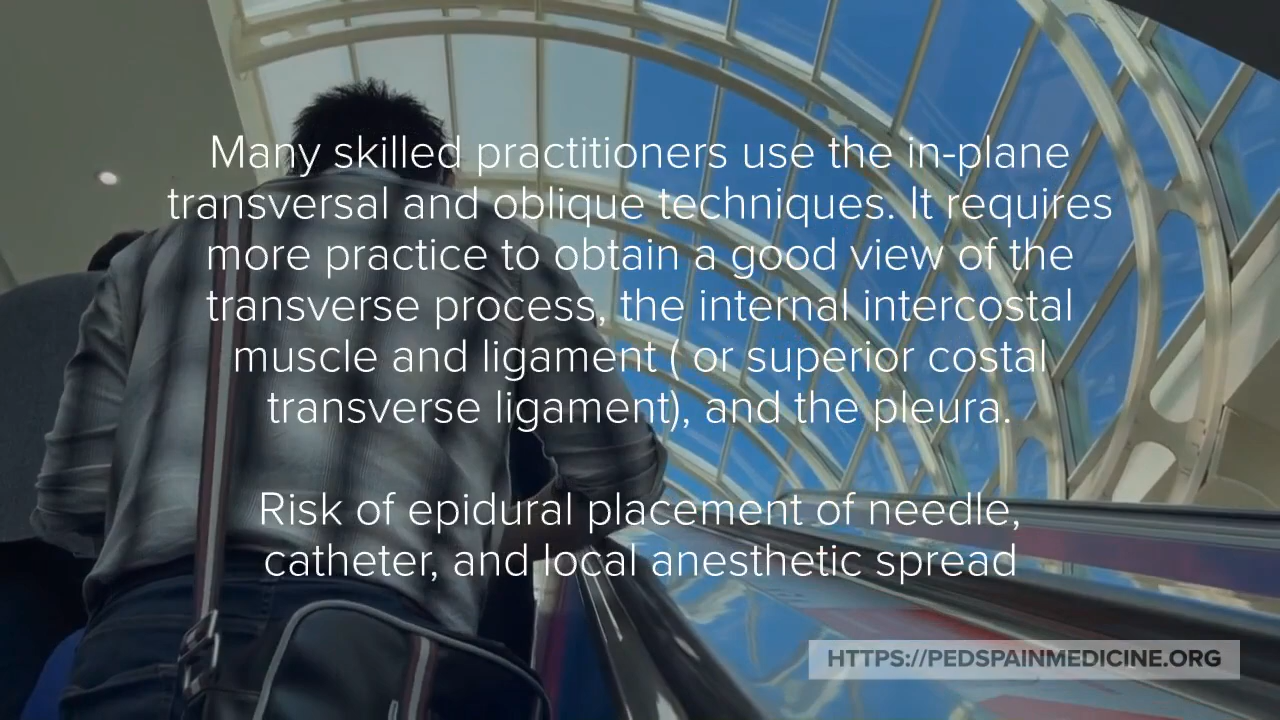 Many skilled practitioners use the in-plane
transversal and oblique techniques. It requires
more practice to obtain a good view of the
transverse process, the internal intercostal
muscle and ligament ( or superior costal
transverse ligament), and the pleura.
Risk of epidural placement of needle,
catheter, and local anesthetic spread
HTTPS://PEDSPAINMEDICINE.ORG